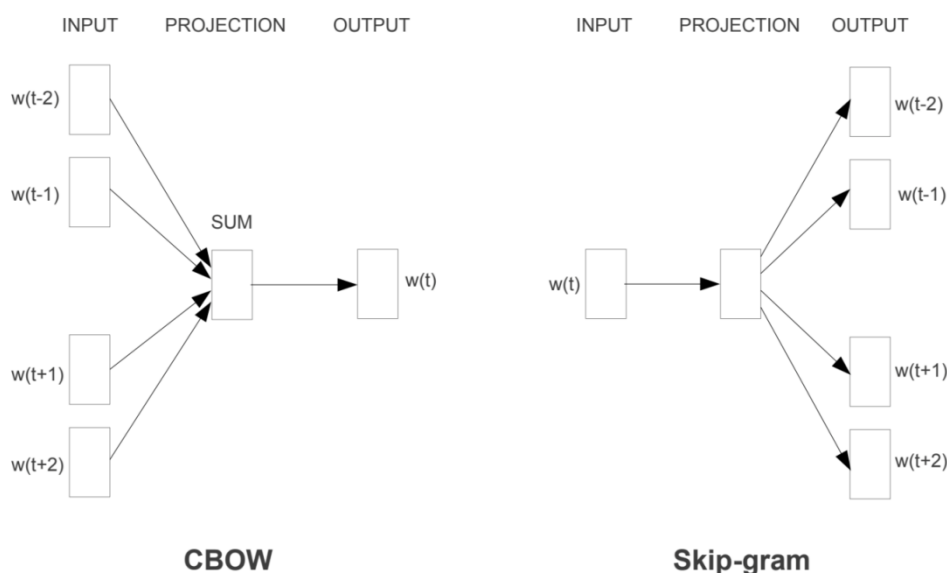 INPUT PROJECTION OUTPUT
w(t-2)
w(t-1)
SUM
w(t)
w(t+1)
w(t+2)
CBOW
INPUT PROJECTION OUTPUT
w(t-2)
w(t-1)
w(t)
w(t+1)
w(t+2)
Skip-gram